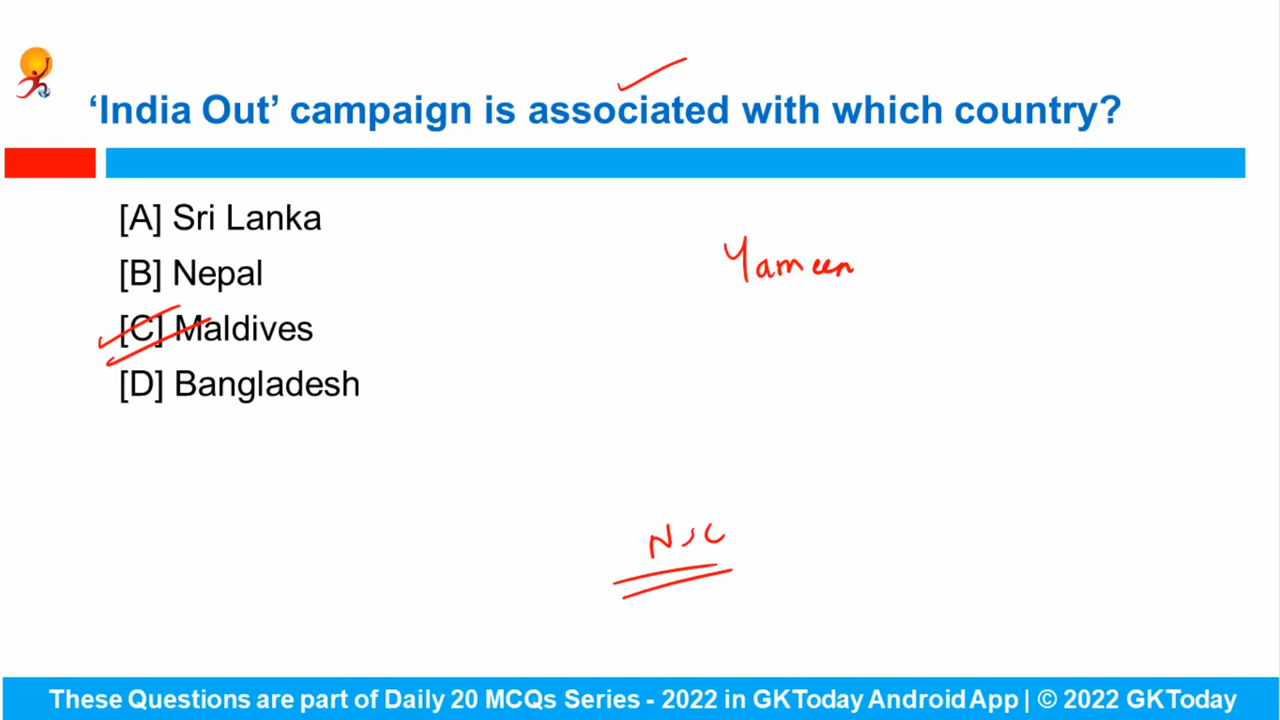 ‘India Out’ campaign is associated with which country?
[A] Sri Lanka
[B] Nepal
Yameen
[C] Maldives
[D] Bangladesh
NSC
These Questions are part of Daily 20 MCQs Series - 2022 in GKToday Android App | © 2022 GKToday